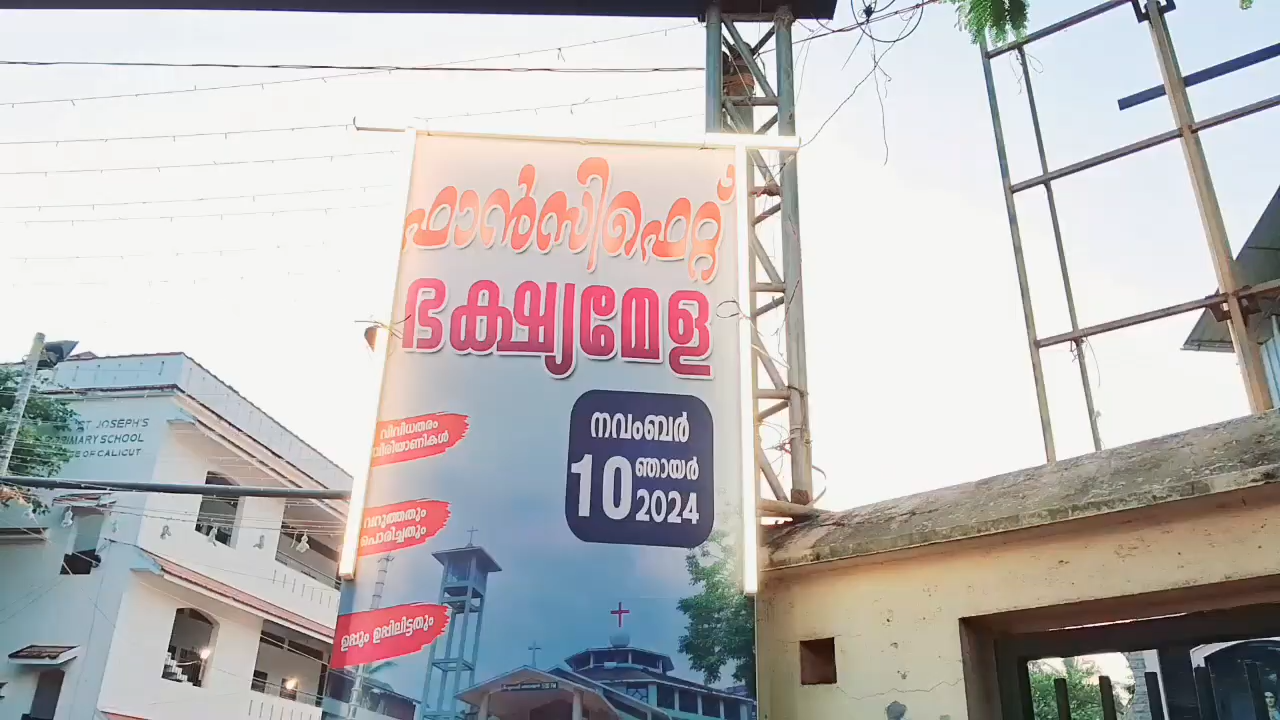 ഫ്രാൻസിഫെറ്റ്
ഭക്ഷ്യമേള
നവംബർ
10 ഞായർ
2024
വിവിധതരം
ബിരിയാണികൾ
വറുത്തതും
പൊരിച്ചതും
ഉപ്പും ഉപ്പിലിട്ടതും
ST JOSEPH'S
PRIMARY SCHOOL
OF CALICUT